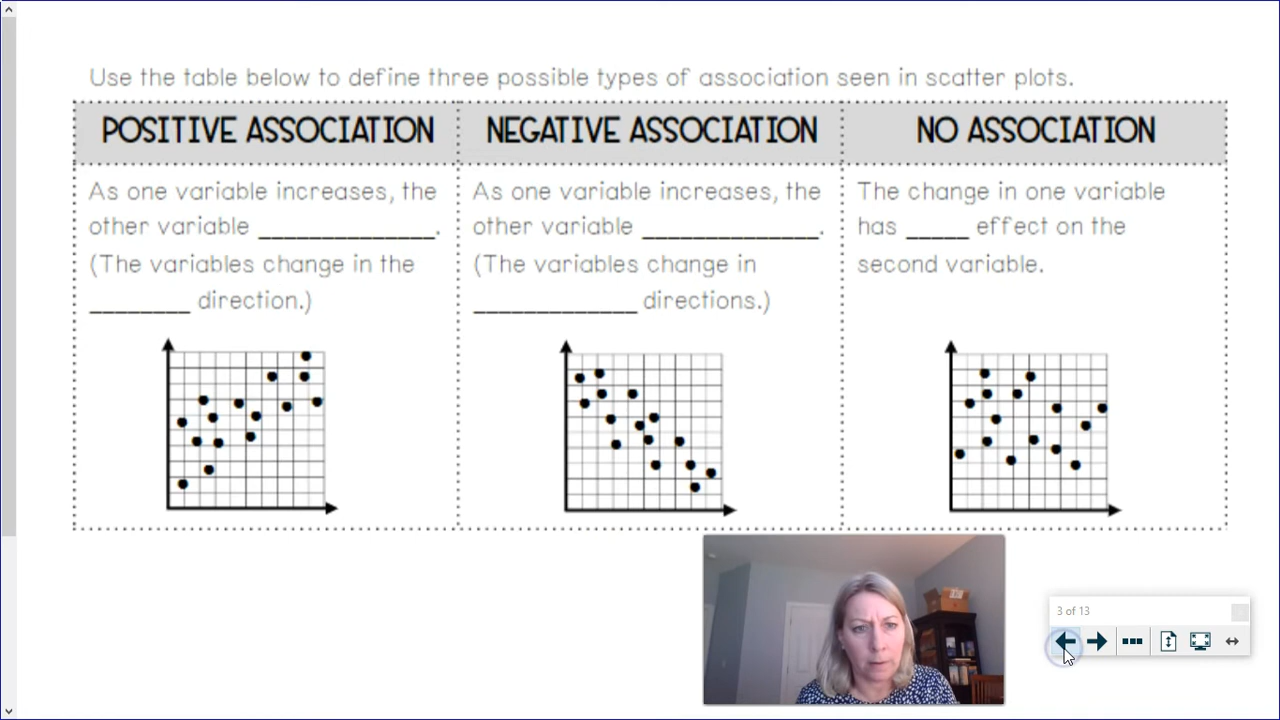 Use the table below to define three possible types of association seen in scatter plots.
POSITIVE ASSOCIATION
As one variable increases, the
other variable ______________.
(The variables change in the
________ direction.)
NEGATIVE ASSOCIATION
As one variable increases, the
other variable ______________.
(The variables change in
_____________ directions.)
NO ASSOCIATION
The change in one variable
has _____ effect on the
second variable.
3 of 13